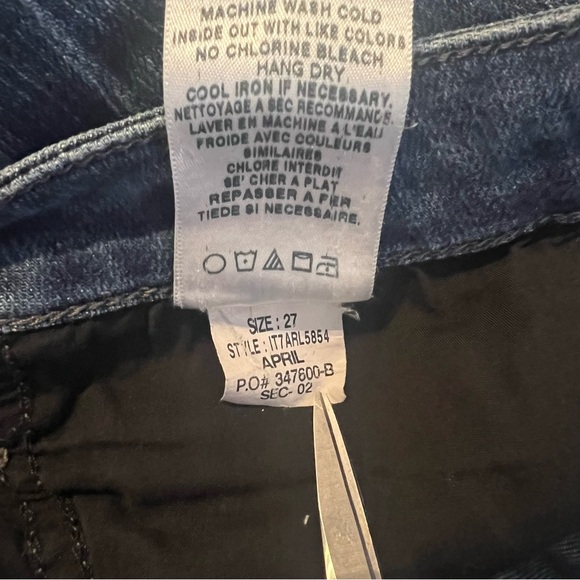 MACHINE WASH COLD
INSIDE OUT WITH LIKE COLORS
NO CHLORINE BLEACH
HANG DRY
COOL IRON IF NECESSARY.
NETTOYAGE A SEC RECOMMANDE.
LAVER EN MACHINE A L'EAU
FROIDE AVEC COULEURS
SIMILAIRES
CHLORE INTERDIT
SE' CHER A PLAT
REPASSER A FER
TIEDE SI NECESSAIRE.
SIZE : 27
STYLE : IT7ARL5854
APRIL
P.O# 347600-B
SEC- 02